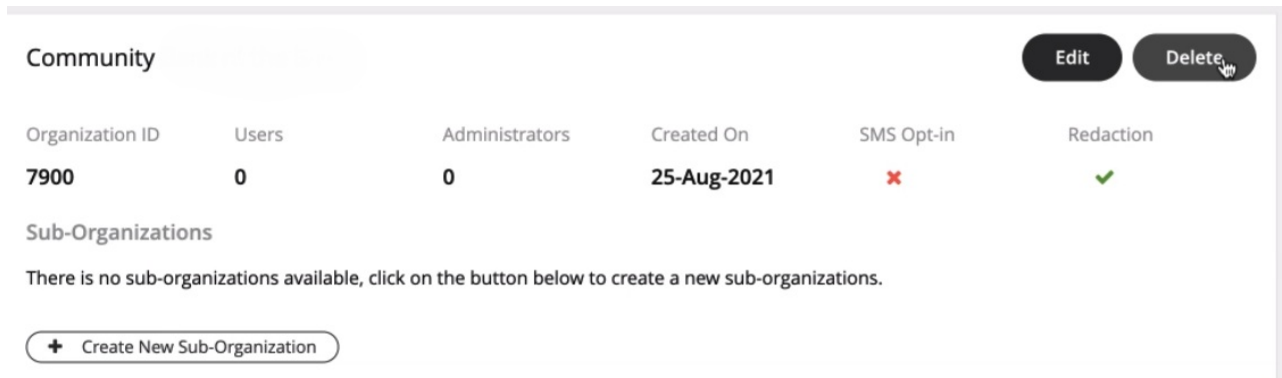 Community
Edit Delete
Organization ID Users Administrators Created On SMS Opt-in Redaction
7900 0 0 25-Aug-2021
Sub-Organizations
There is no sub-organizations available, click on the button below to create a new sub-organizations.
Create New Sub-Organization